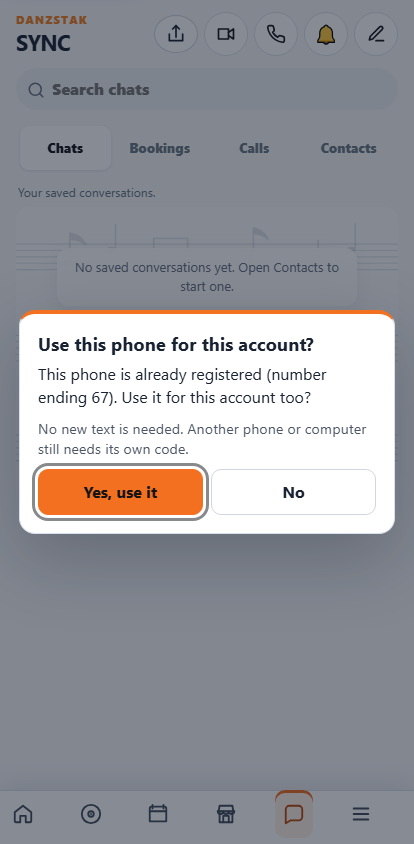 DANZSTAK
SYNC
Search chats
Chats
Bookings
Calls
Contacts
Your saved conversations.
No saved conversations yet. Open Contacts to
start one.
Use this phone for this account?
This phone is already registered (number
ending 67). Use it for this account too?
No new text is needed. Another phone or computer
still needs its own code.
Yes, use it
No